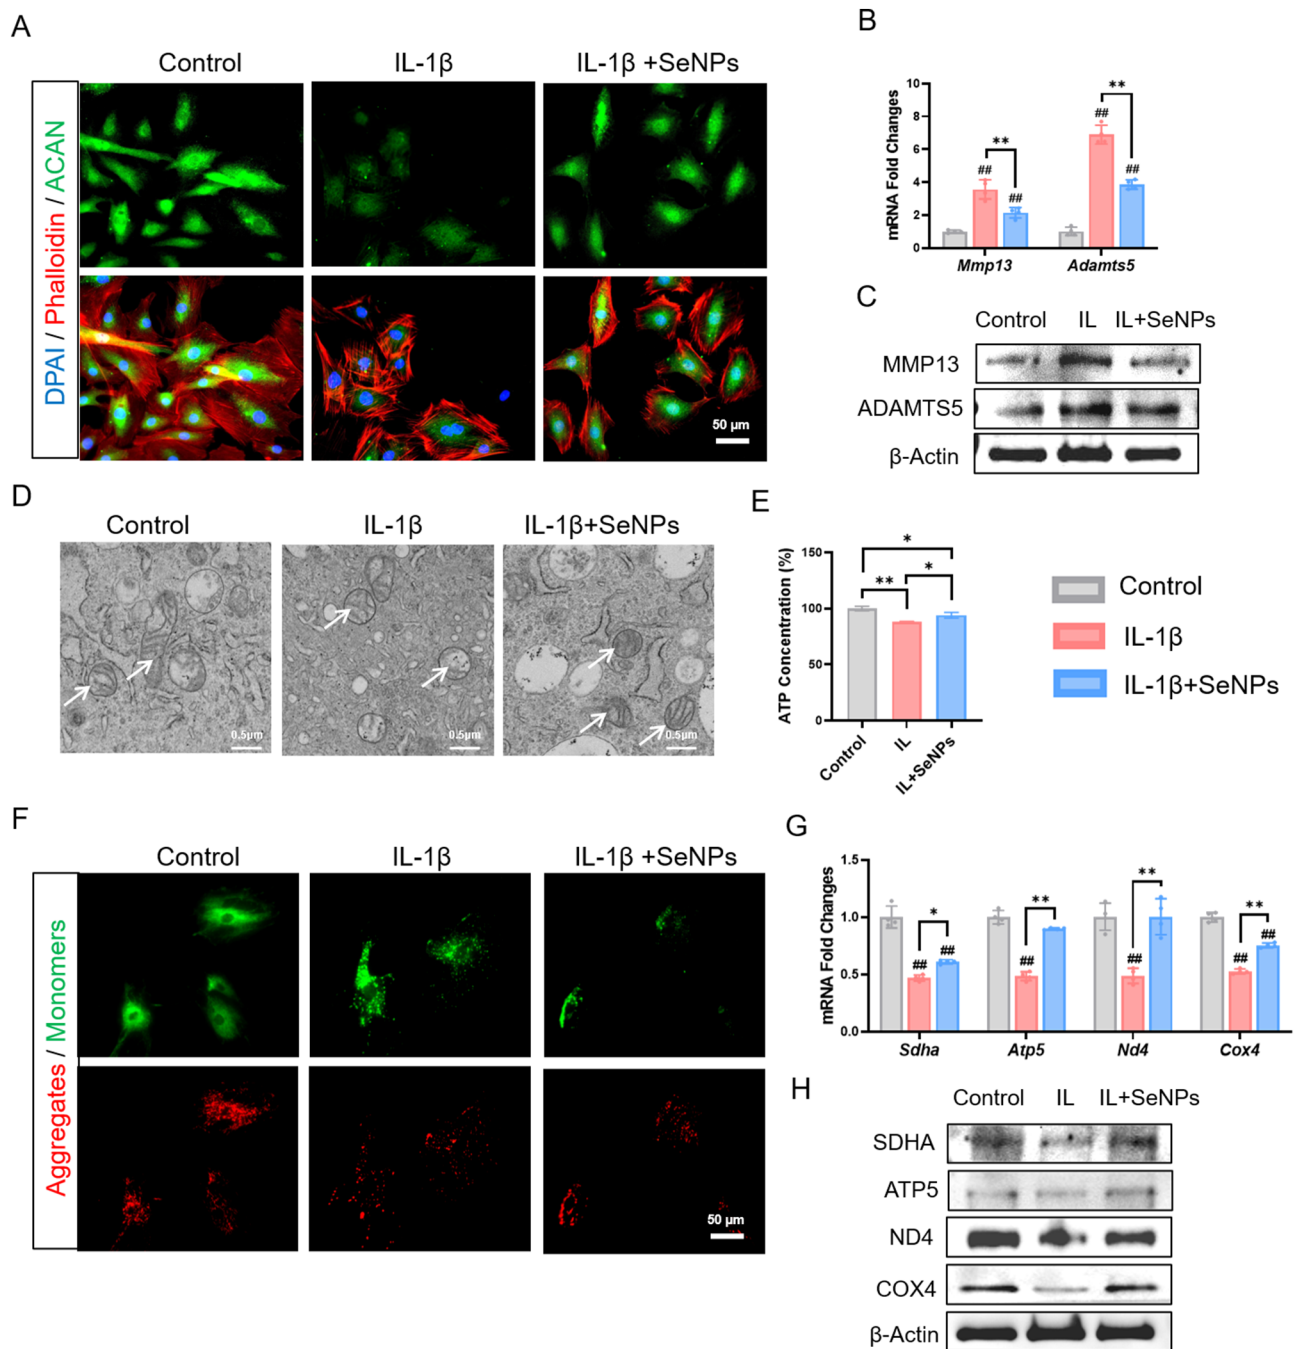 A
Control
IL-1β
IL-1β +SeNPs
DPAI / Phalloidin / ACAN
50 µm
B
mRNA Fold Changes
10
8
6
4
2
0
##
**
##
##
**
##
Mmp13
Adamts5
C
Control
IL
IL+SeNPs
MMP13
ADAMTS5
β-Actin
D
Control
IL-1β
IL-1β+SeNPs
0.5µm
0.5µm
0.5µm
E
ATP Concentration (%)
150
100
50
0
*
**
*
Control
IL
IL+SeNPs
Control
IL-1β
IL-1β+SeNPs
F
Control
IL-1β
IL-1β +SeNPs
Aggregates / Monomers
50 µm
G
mRNA Fold Changes
1.5
1.0
0.5
0.0
##
*
##
##
**
##
**
##
**
##
Sdha
Atp5
Nd4
Cox4
H
Control
IL
IL+SeNPs
SDHA
ATP5
ND4
COX4
β-Actin